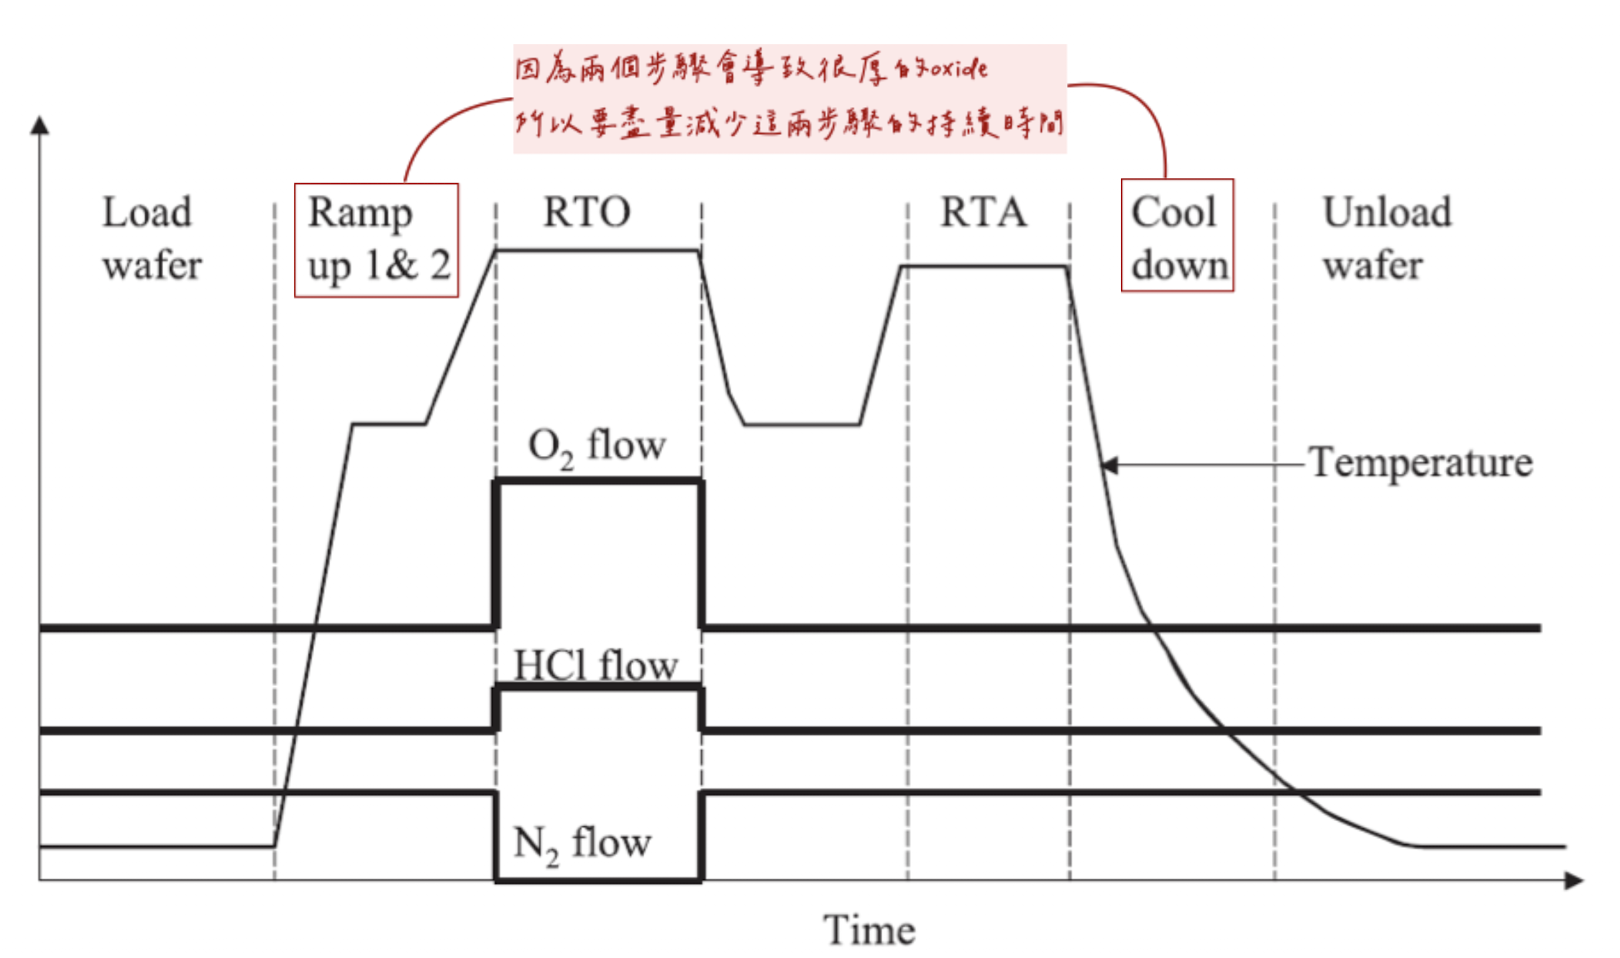 因為兩個步驟會導致很厚的oxide
所以要盡量減少這兩步驟的持續時間
Load
wafer
Ramp
up 1& 2
RTO
RTA
Cool
down
Unload
wafer
O₂ flow
Temperature
HCl flow
N₂ flow
Time